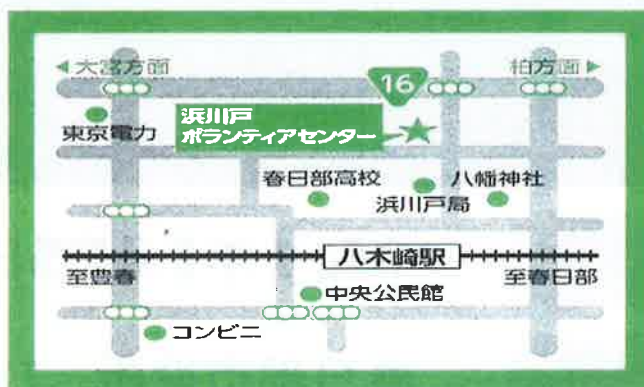 ◀大宮方面
柏方面▶
16
浜川戸
ボランティアセンター
東京電力
春日部高校
八幡神社
浜川戸局
八木崎駅
至豊春
至春日部
中央公民館
コンビニ